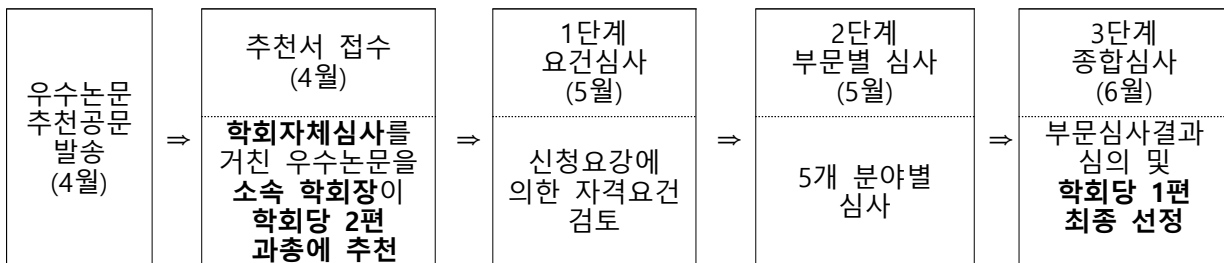 우수논문
추천공문
발송
(4월)
⇒
추천서 접수
(4월)
학회자체심사를
거친 우수논문을
소속 학회장이
학회당 2편
과총에 추천
⇒
1단계
요건심사
(5월)
신청요강에
의한 자격요건
검토
⇒
2단계
부문별 심사
(5월)
5개 분야별
심사
⇒
3단계
종합심사
(6월)
부문심사결과
심의 및
학회당 1편
최종 선정